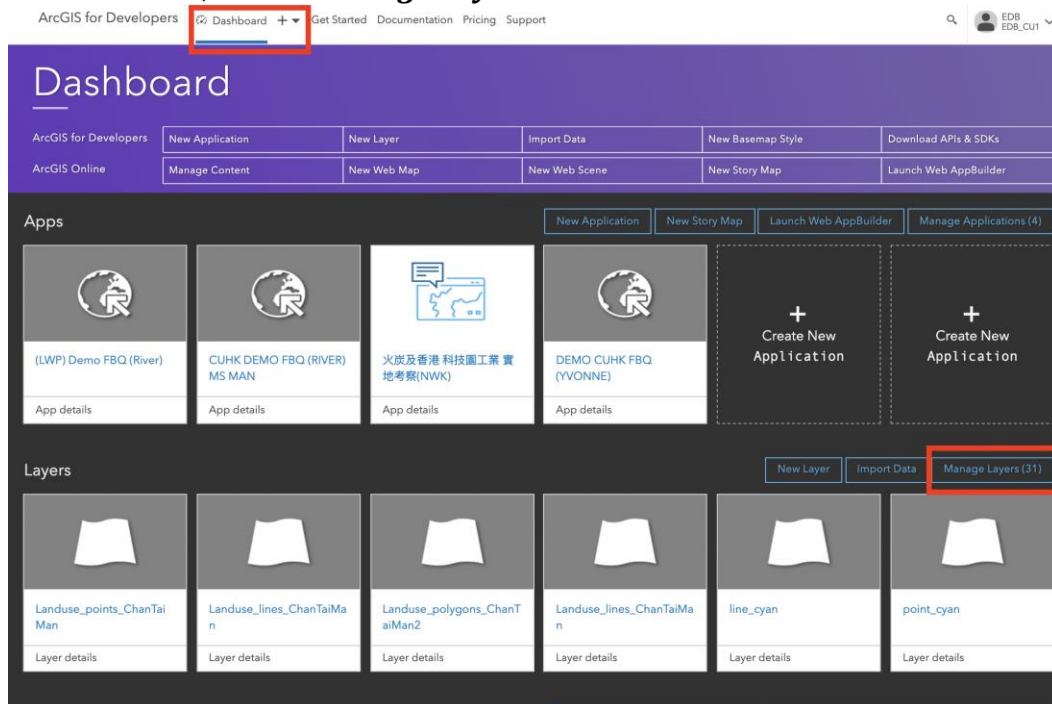 ArcGIS for Developers Dashboard + Get Started Documentation Pricing Support EDB
EDB_CU1
Dashboard
ArcGIS for Developers New Application New Layer Import Data New Basemap Style Download APIs & SDKs
ArcGIS Online Manage Content New Web Map New Web Scene New Story Map Launch Web AppBuilder
Apps New Application New Story Map Launch Web AppBuilder Manage Applications (4)
+ +
Create New Create New
Application Application
(LWP) Demo FBQ (River) CUHK DEMO FBQ (RIVER) 火炭及香港 科技園工業 實 DEMO CUHK FBQ
MS MAN 地考察(NWK) (YVONNE)
App details App details App details App details
Layers New Layer Import Data Manage Layers (31)
Landuse_points_ChanTai Landuse_lines_ChanTaiMa Landuse_polygons_ChanT Landuse_lines_ChanTaiMa line_cyan point_cyan
Man n aiMan2 n
Layer details Layer details Layer details Layer details Layer details Layer details